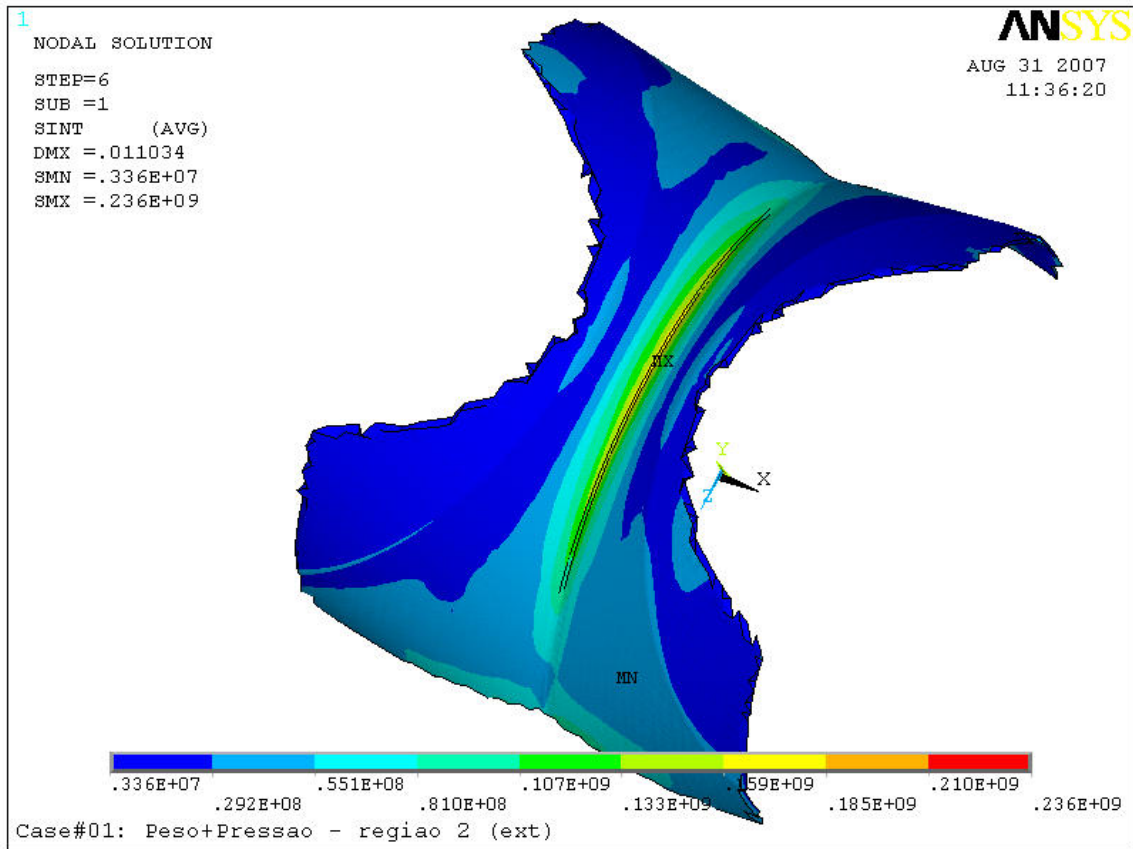 1
NODAL SOLUTION
STEP=6
SUB =1
SINT (AVG)
DMX =.011034
SMN =.336E+07
SMX =.236E+09
ANSYS
AUG 31 2007
11:36:20
MX
Y
X
Z
MN
.336E+07 .551E+08 .107E+09 .159E+09 .210E+09
.292E+08 .810E+08 .133E+09 .185E+09 .236E+09
Case#01: Peso+Pressao - regiao 2 (ext)